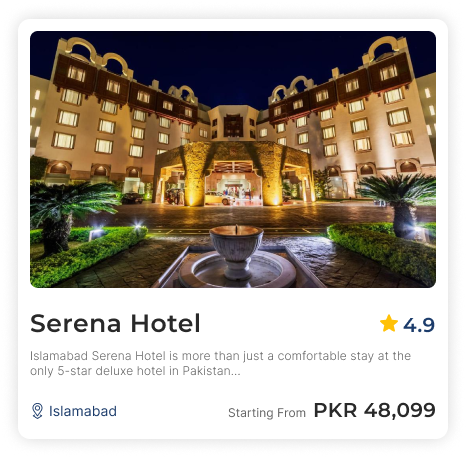 Serena Hotel
4.9
Islamabad Serena Hotel is more than just a comfortable stay at the
only 5-star deluxe hotel in Pakistan...
Islamabad
Starting From PKR 48,099